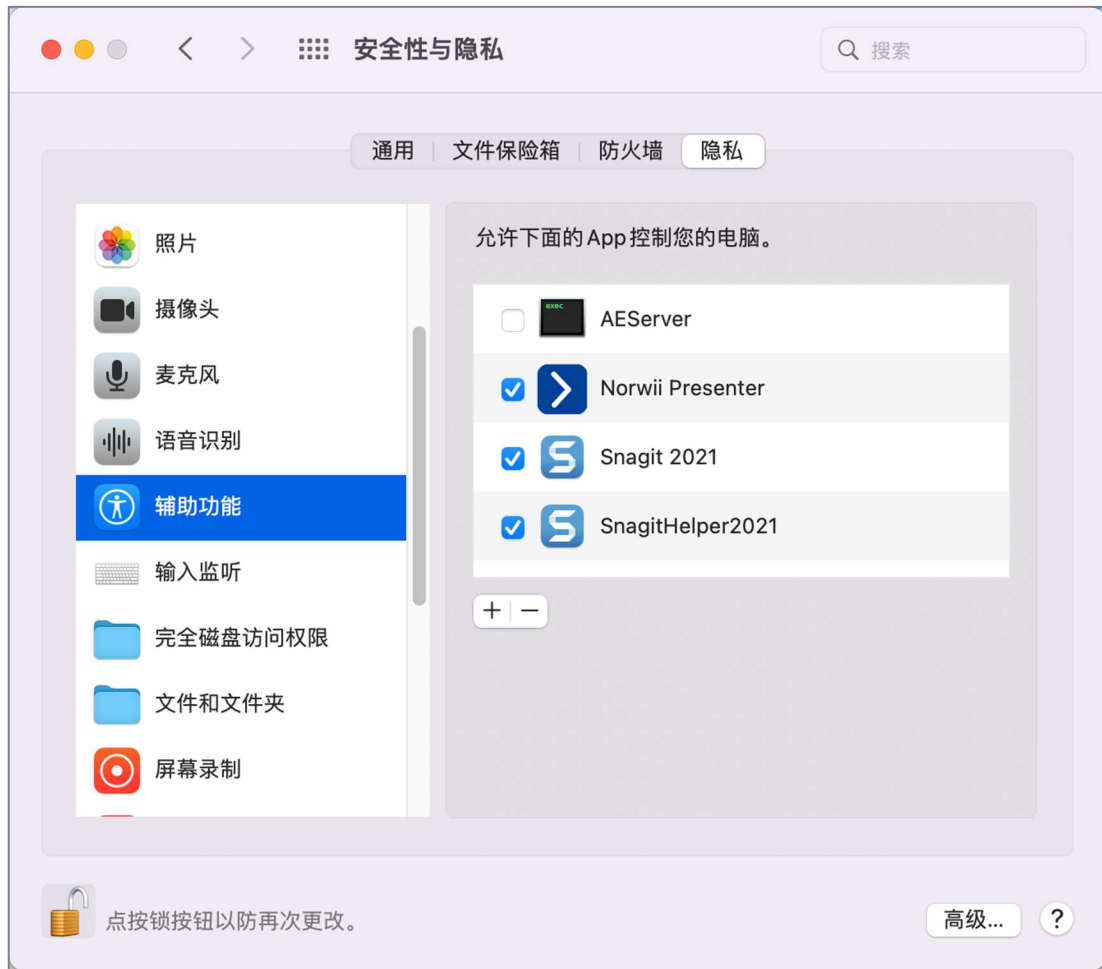 安全性与隐私
搜索
通用 文件保险箱 防火墙 隐私
照片
摄像头
麦克风
语音识别
辅助功能
输入监听
完全磁盘访问权限
文件和文件夹
屏幕录制
允许下面的App控制您的电脑。
exec
AEServer
Norwii Presenter
Snagit 2021
SnagitHelper2021
点按锁按钮以防再次更改。
高级...
?